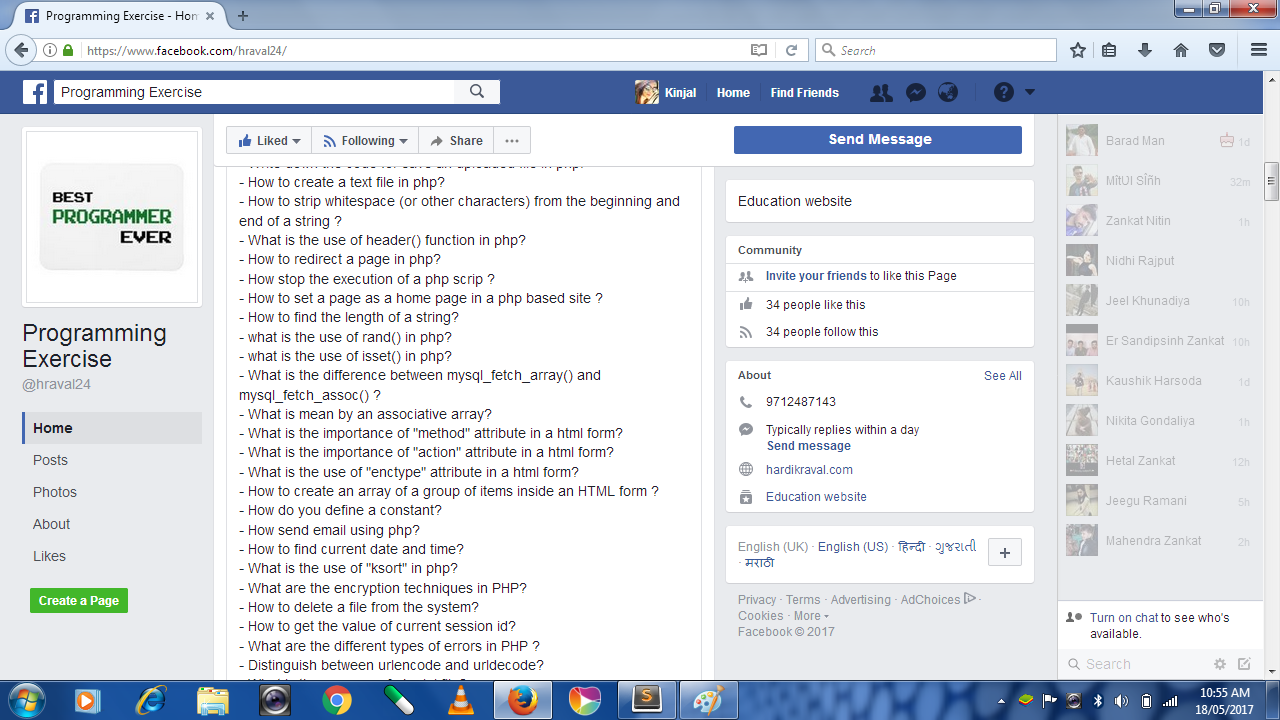 Programming Exercise - Hom
https://www.facebook.com/hraval24/
Search
Programming Exercise
Kinjal
Home
Find Friends
BEST
PROGRAMMER
EVER
Programming
Exercise
@hraval24
Home
Posts
Photos
About
Likes
Create a Page
Liked
Following
Share
Send Message
- Write down the code for save an uploaded file in php.
- How to create a text file in php?
- How to strip whitespace (or other characters) from the beginning and
end of a string ?
- What is the use of header() function in php?
- How to redirect a page in php?
- How stop the execution of a php scrip ?
- How to set a page as a home page in a php based site ?
- How to find the length of a string?
- what is the use of rand() in php?
- what is the use of isset() in php?
- What is the difference between mysql_fetch_array() and
mysql_fetch_assoc() ?
- What is mean by an associative array?
- What is the importance of "method" attribute in a html form?
- What is the importance of "action" attribute in a html form?
- What is the use of "enctype" attribute in a html form?
- How to create an array of a group of items inside an HTML form ?
- How do you define a constant?
- How send email using php?
- How to find current date and time?
- What is the use of "ksort" in php?
- What are the encryption techniques in PHP?
- How to delete a file from the system?
- How to get the value of current session id?
- What are the different types of errors in PHP ?
- Distinguish between urlencode and urldecode?
Education website
Community
Invite your friends to like this Page
34 people like this
34 people follow this
About
See All
9712487143
Typically replies within a day
Send message
hardikraval.com
Education website
English (UK) · English (US) · हिन्दी · ગુજરાતી
· मराठी
Privacy · Terms · Advertising · AdChoices ·
Cookies · More
Facebook © 2017
Barad Man 1d
MítƲI SÍñh 32m
Zankat Nitin 1h
Nidhi Rajput
Jeel Khunadiya 10h
Er Sandipsinh Zankat 10h
Kaushik Harsoda 1d
Nikita Gondaliya 1h
Hetal Zankat 12h
Jeegu Ramani 5h
Mahendra Zankat 2h
Turn on chat to see who's
available.
Search
10:55 AM
18/05/2017